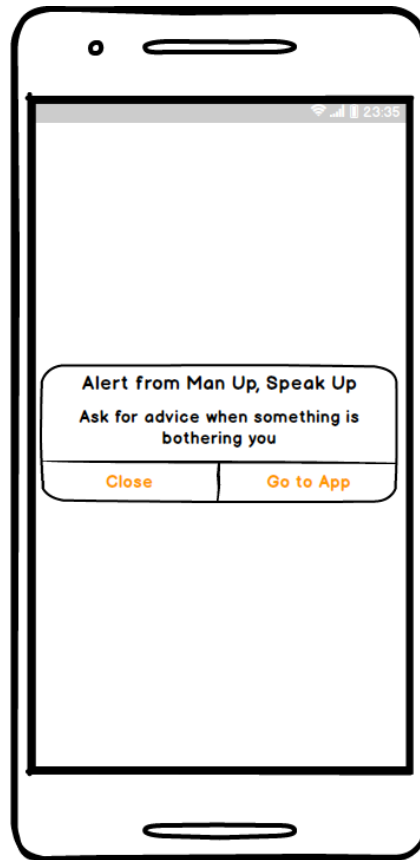 23:35
Alert from Man Up, Speak Up
Ask for advice when something is
bothering you
Close
Go to App